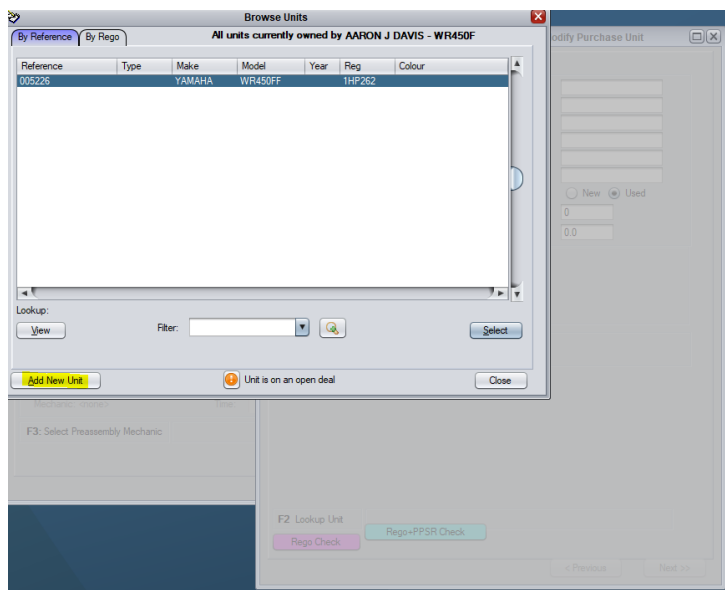 Browse Units
By Reference By Rego All units currently owned by AARON J DAVIS - WR450F
Reference Type Make Model Year Reg Colour
005226 YAMAHA WR450FF 1HP262
Lookup:
View Filter: Select
Add New Unit Unit is on an open deal Close
odify Purchase Unit
New Used
0
0.0
Mechanic: <none> Time:
F3: Select Preassembly Mechanic
F2 Lookup Unit
Rego Check Rego+PPSR Check
< Previous Next >>